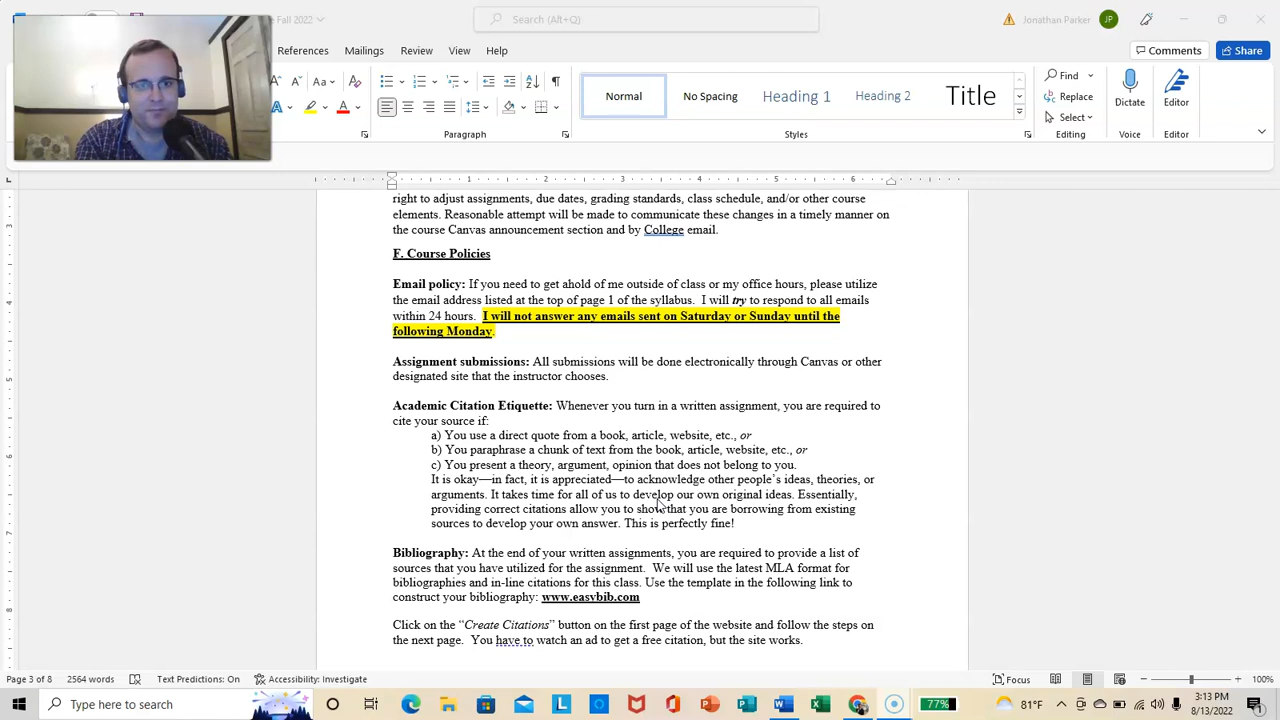 Fall 2022
Search (Alt+Q)
Jonathan Parker
JP
References Mailings Review View Help
Comments
Share
Aa
Normal
No Spacing
Heading 1
Heading 2
Title
Find
Replace
Select
Dictate
Editor
Paragraph
Styles
Editing
Voice
Editor
1 2 3 4 5 6
right to adjust assignments, due dates, grading standards, class schedule, and/or other course
elements. Reasonable attempt will be made to communicate these changes in a timely manner on
the course Canvas announcement section and by College email.
F. Course Policies
Email policy: If you need to get ahold of me outside of class or my office hours, please utilize
the email address listed at the top of page 1 of the syllabus. I will try to respond to all emails
within 24 hours. I will not answer any emails sent on Saturday or Sunday until the
following Monday.
Assignment submissions: All submissions will be done electronically through Canvas or other
designated site that the instructor chooses.
Academic Citation Etiquette: Whenever you turn in a written assignment, you are required to
cite your source if:
a) You use a direct quote from a book, article, website, etc., or
b) You paraphrase a chunk of text from the book, article, website, etc., or
c) You present a theory, argument, opinion that does not belong to you.
It is okay—in fact, it is appreciated—to acknowledge other people's ideas, theories, or
arguments. It takes time for all of us to develop our own original ideas. Essentially,
providing correct citations allow you to show that you are borrowing from existing
sources to develop your own answer. This is perfectly fine!
Bibliography: At the end of your written assignments, you are required to provide a list of
sources that you have utilized for the assignment. We will use the latest MLA format for
bibliographies and in-line citations for this class. Use the template in the following link to
construct your bibliography: www.easybib.com
Click on the “Create Citations” button on the first page of the website and follow the steps on
the next page. You have to watch an ad to get a free citation, but the site works.
Page 3 of 8 2564 words Text Predictions: On Accessibility: Investigate
Focus
100%
Type here to search
77%
81°F
3:13 PM
8/13/2022